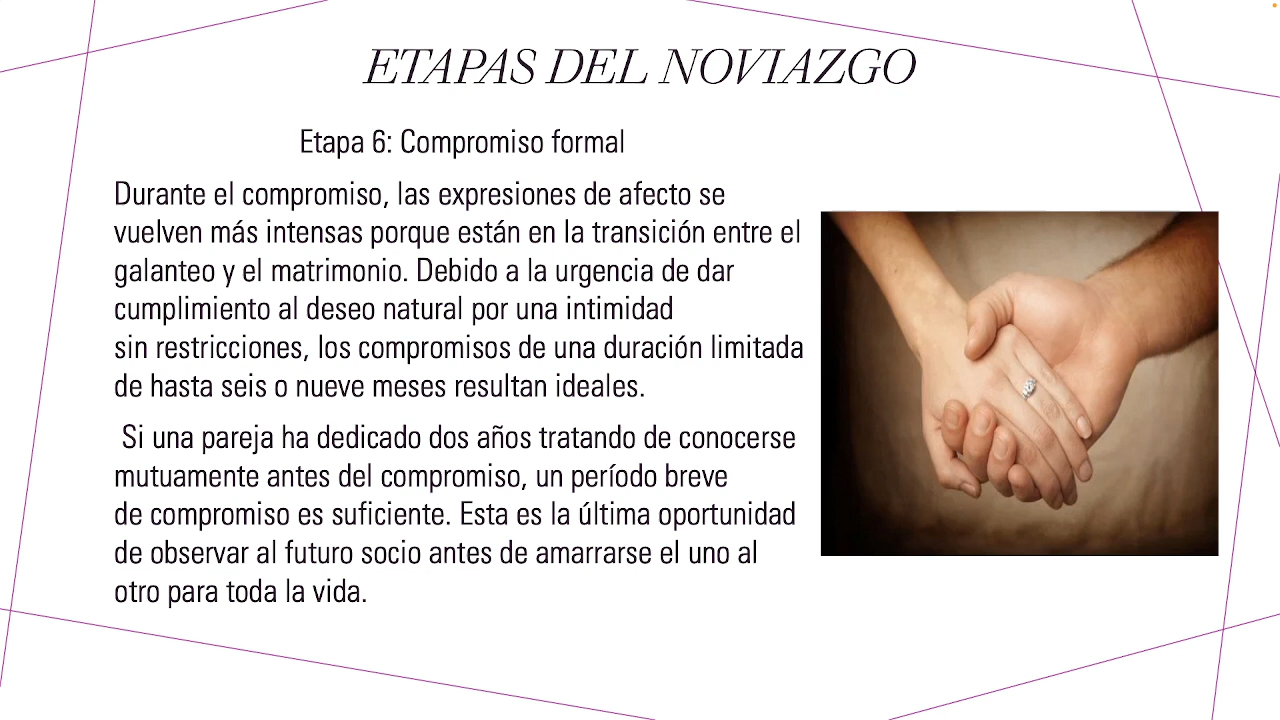 ETAPAS DEL NOVIAZGO
Etapa 6: Compromiso formal
Durante el compromiso, las expresiones de afecto se
vuelven más intensas porque están en la transición entre el
galanteo y el matrimonio. Debido a la urgencia de dar
cumplimiento al deseo natural por una intimidad
sin restricciones, los compromisos de una duración limitada
de hasta seis o nueve meses resultan ideales.
Si una pareja ha dedicado dos años tratando de conocerse
mutuamente antes del compromiso, un período breve
de compromiso es suficiente. Esta es la última oportunidad
de observar al futuro socio antes de amarrarse el uno al
otro para toda la vida.